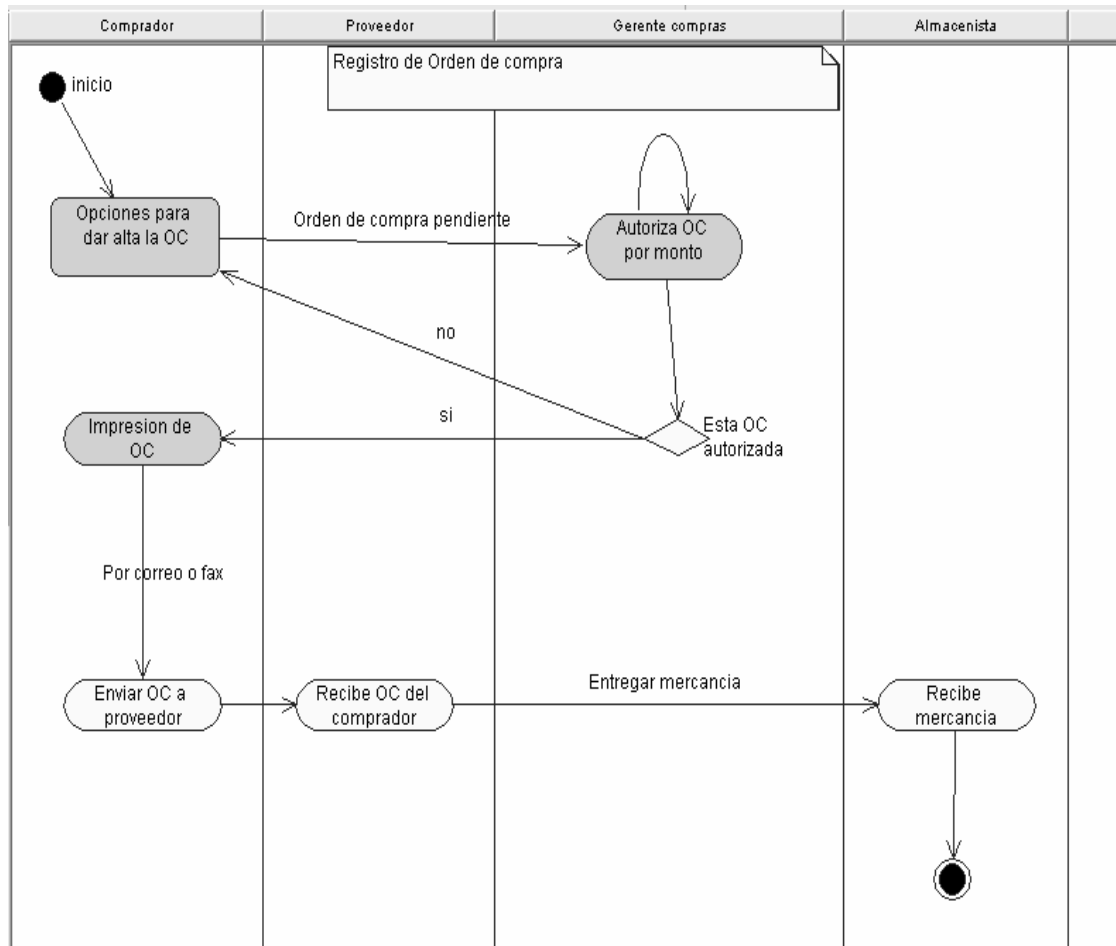 Comprador
Proveedor
Gerente compras
Almacenista
Registro de Orden de compra
inicio
Opciones para
dar alta la OC
Orden de compra pendiente
Autoriza OC
por monto
no
si
Esta OC
autorizada
Impresion de
OC
Por correo o fax
Enviar OC a
proveedor
Recibe OC del
comprador
Entregar mercancia
Recibe
mercancia